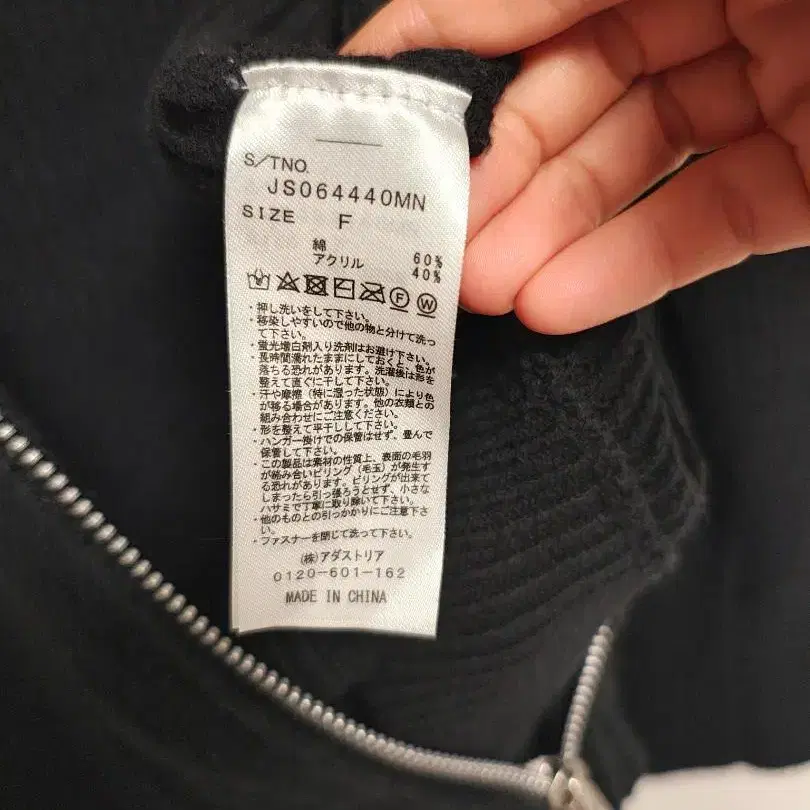 S/TNO.
JS064440MN
SIZE F
綿 60%
アクリル 40%
F W
・押し洗いをして下さい。
・移染しやすいので他の物と分けて洗っ
て下さい。
・蛍光増白剤入り洗剤はお避け下さい。
・長時間濡れたままにしておくと、色が
落ちる恐れがあります。洗濯後は形を
整えて直ぐに干して下さい。
・汗や摩擦（特に湿った状態）により色
が移る場合があります。他の衣類との
組み合わせにご注意ください。
・形を整えて平干しして下さい。
・ハンガー掛けでの保管はせず、畳んで
保管して下さい。
・この製品は素材の性質上、表面の毛羽
が絡み合いピリング（毛玉）が発生す
る恐れがあります。ピリングが出来て
しまったら引っ張ろうとせず、小さな
ハサミで丁寧に取り除いて下さい。
・他のものとの引っかかりにご注意下さ
い。
・ファスナーを閉じて洗って下さい。
(株)アダストリア
0120-601-162
MADE IN CHINA